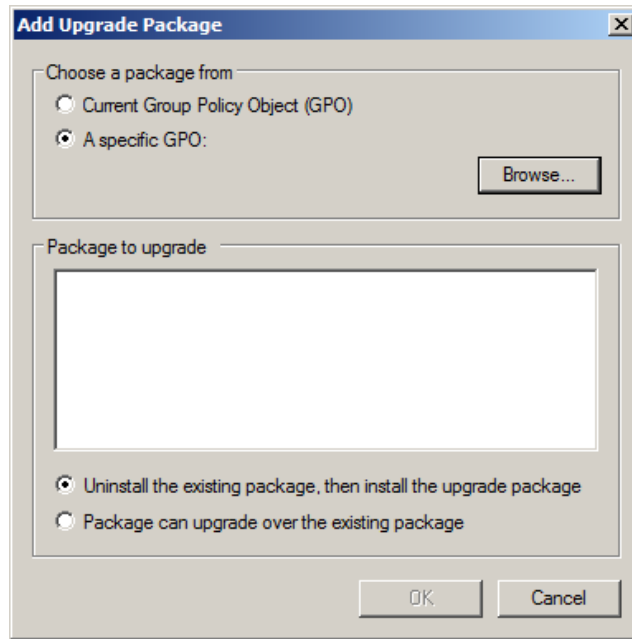 Add Upgrade Package
Choose a package from
Current Group Policy Object (GPO)
A specific GPO:
Browse...
Package to upgrade
Uninstall the existing package, then install the upgrade package
Package can upgrade over the existing package
OK
Cancel